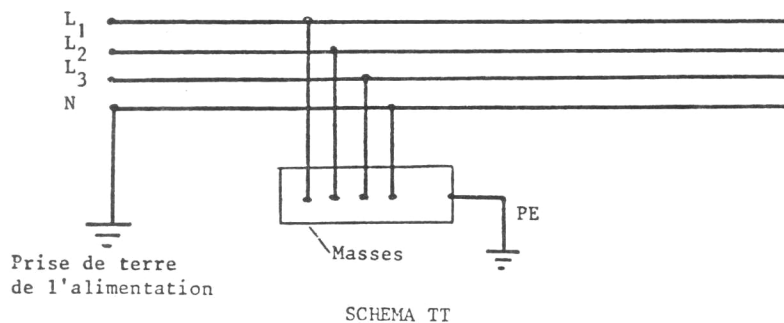 L1
L2
L3
N
PE
Masses
Prise de terre
de l'alimentation
SCHEMA TT